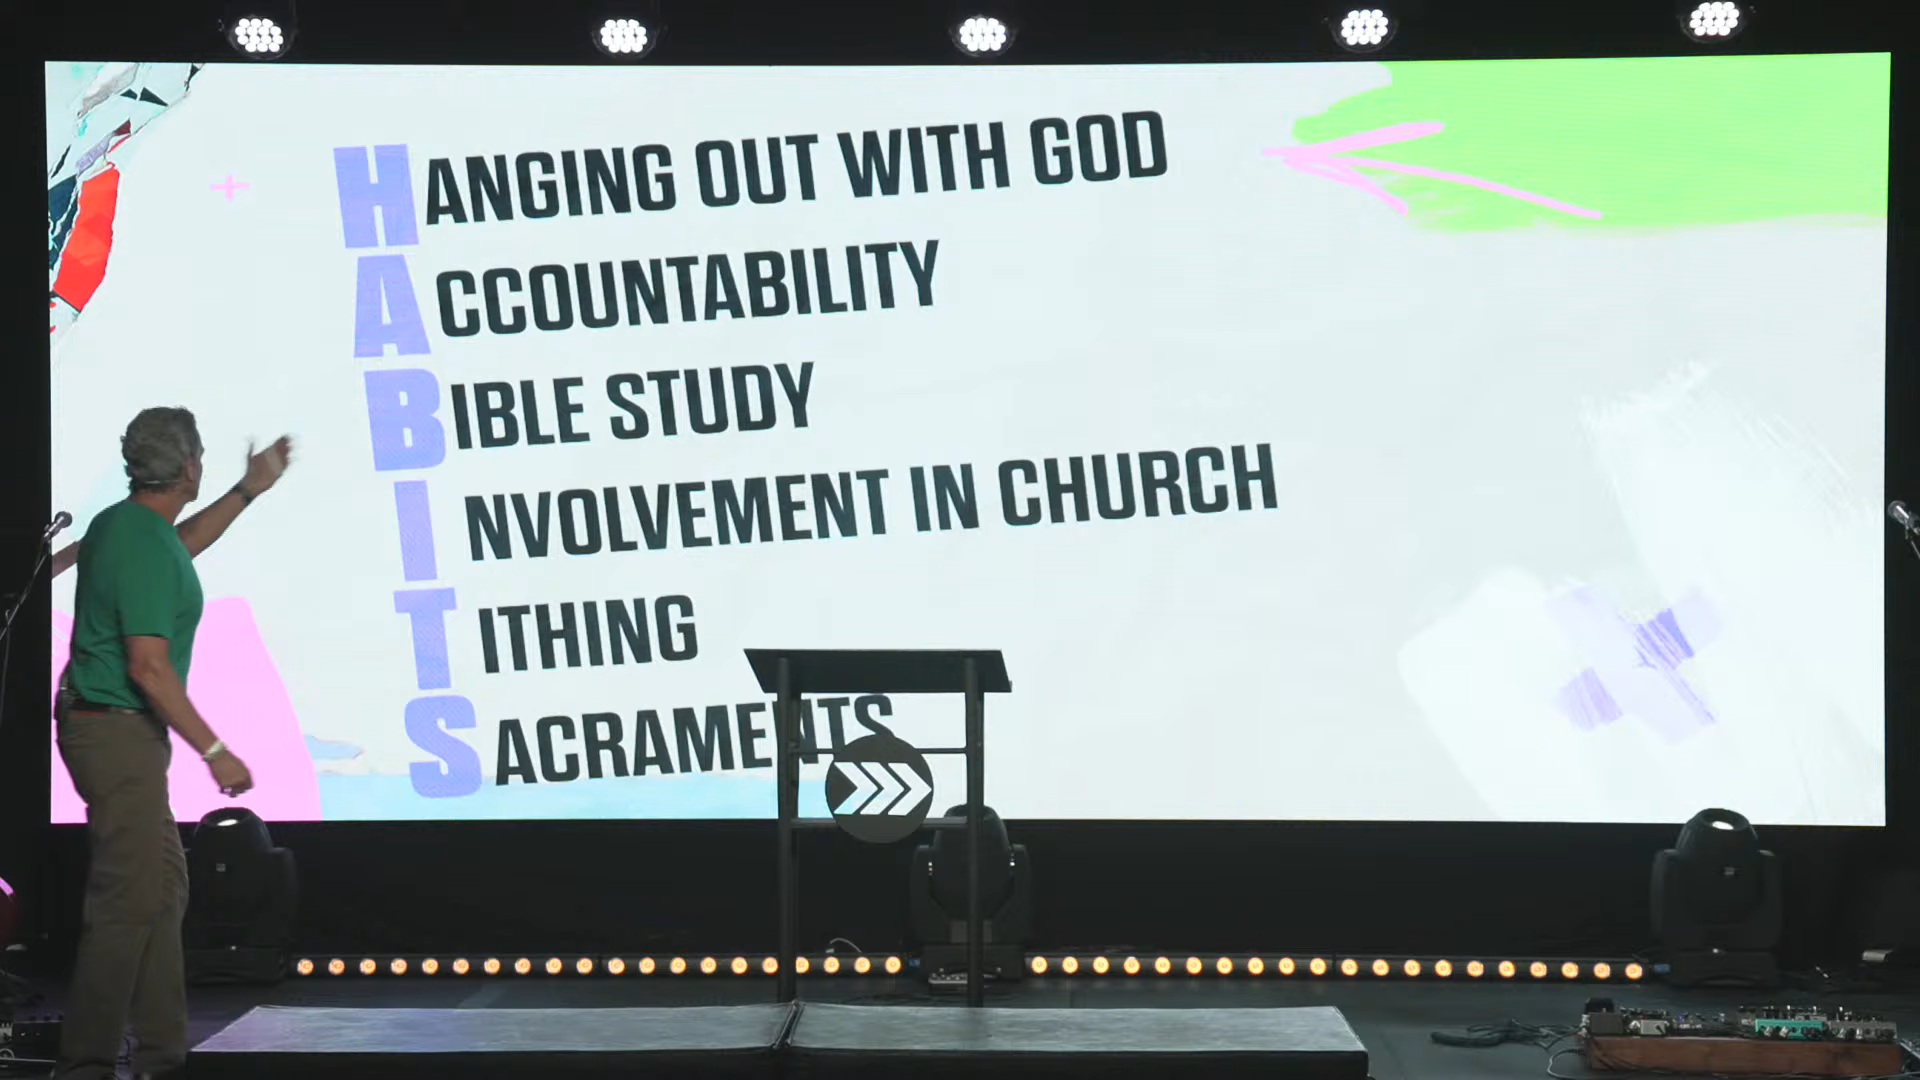 HANGING OUT WITH GOD
ACCOUNTABILITY
BIBLE STUDY
INVOLVEMENT IN CHURCH
TITHING
SACRAMENTS